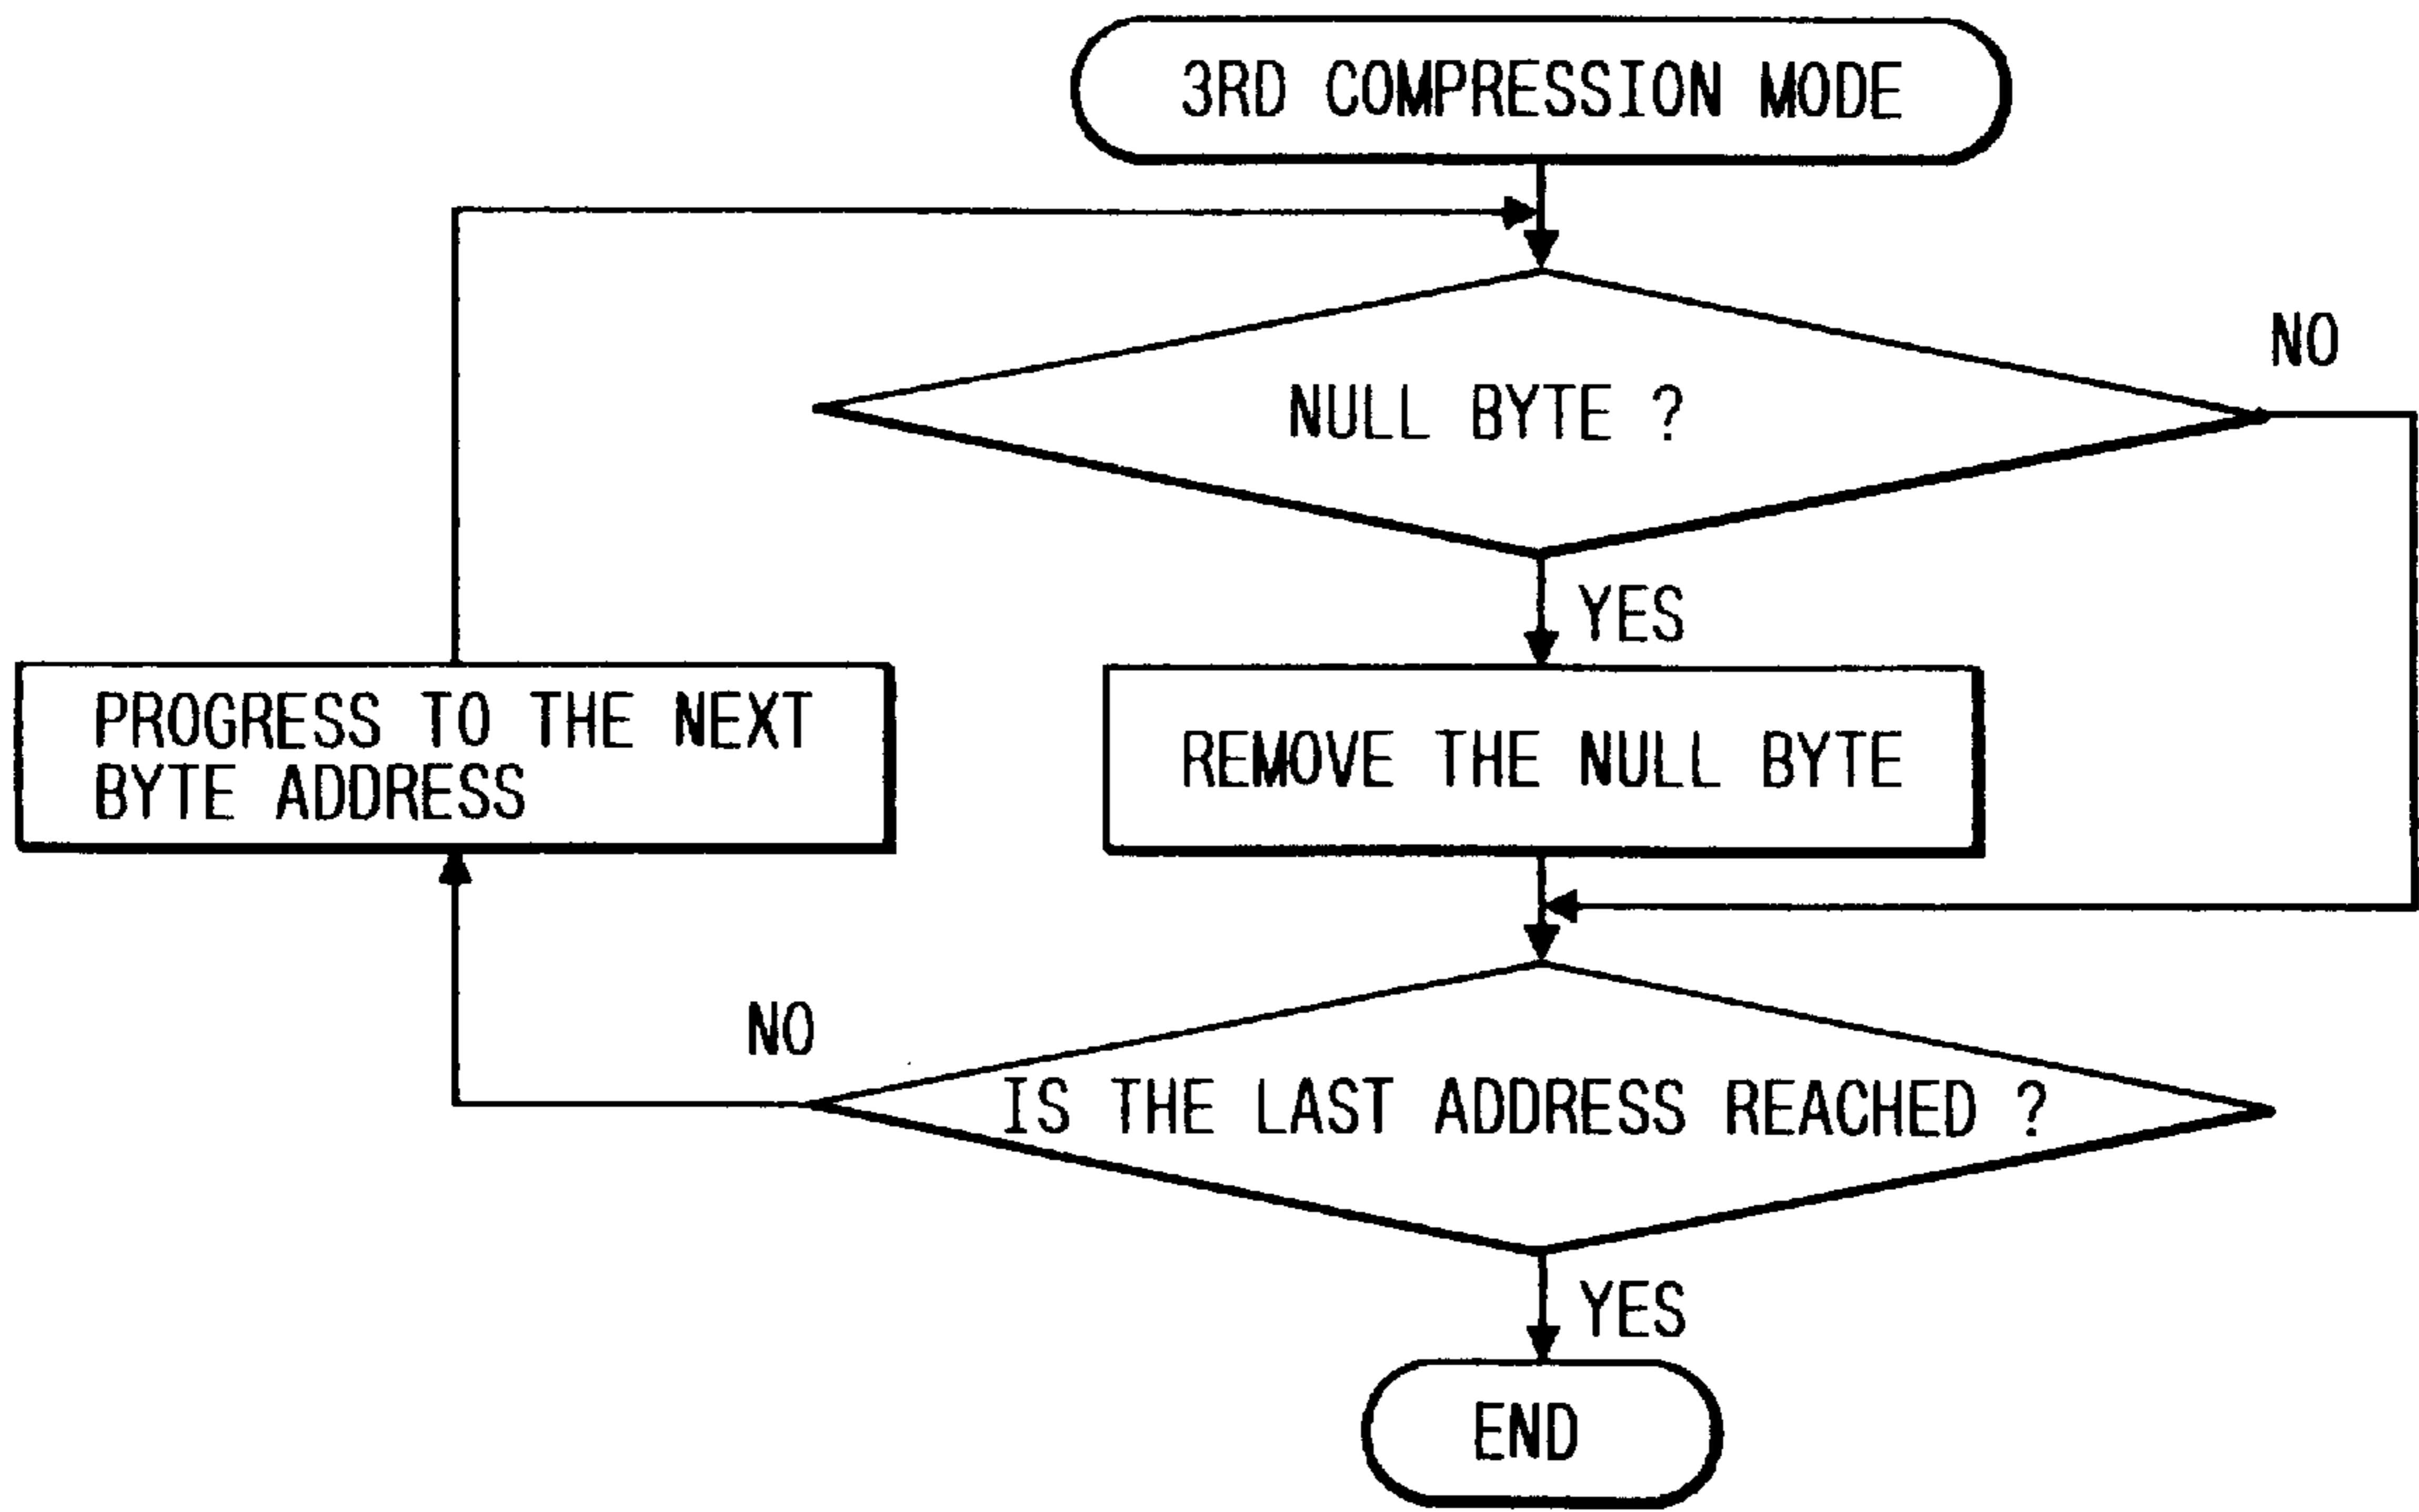 3RD COMPRESSION MODE
NULL BYTE ?
NO
YES
PROGRESS TO THE NEXT
BYTE ADDRESS
REMOVE THE NULL BYTE
NO
IS THE LAST ADDRESS REACHED ?
YES
END